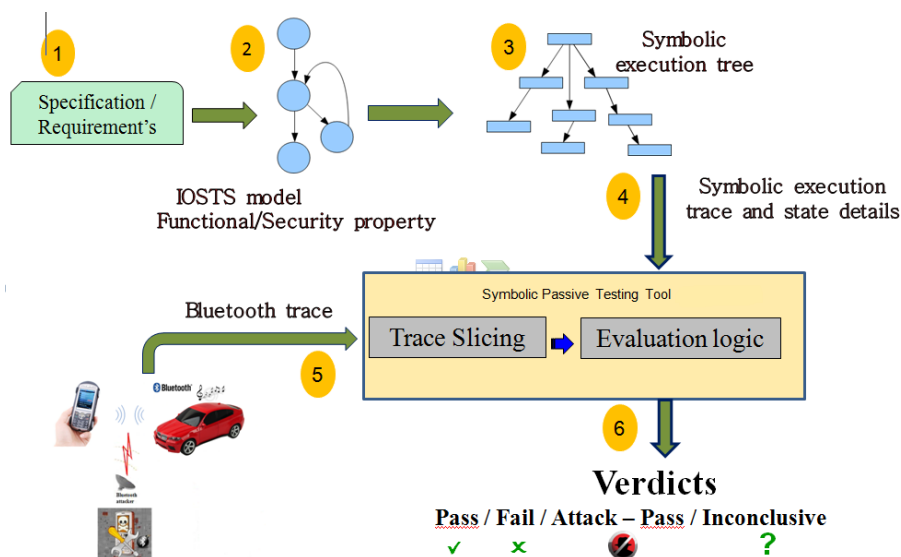 1
Specification /
Requirement's
2
IOSTS model
Functional/Security property
3
Symbolic
execution tree
4
Symbolic execution
trace and state details
Bluetooth trace
5
Bluetooth
Bluetooth
attacker
Symbolic Passive Testing Tool
Trace Slicing
Evaluation logic
6
Verdicts
Pass / Fail / Attack – Pass / Inconclusive
?